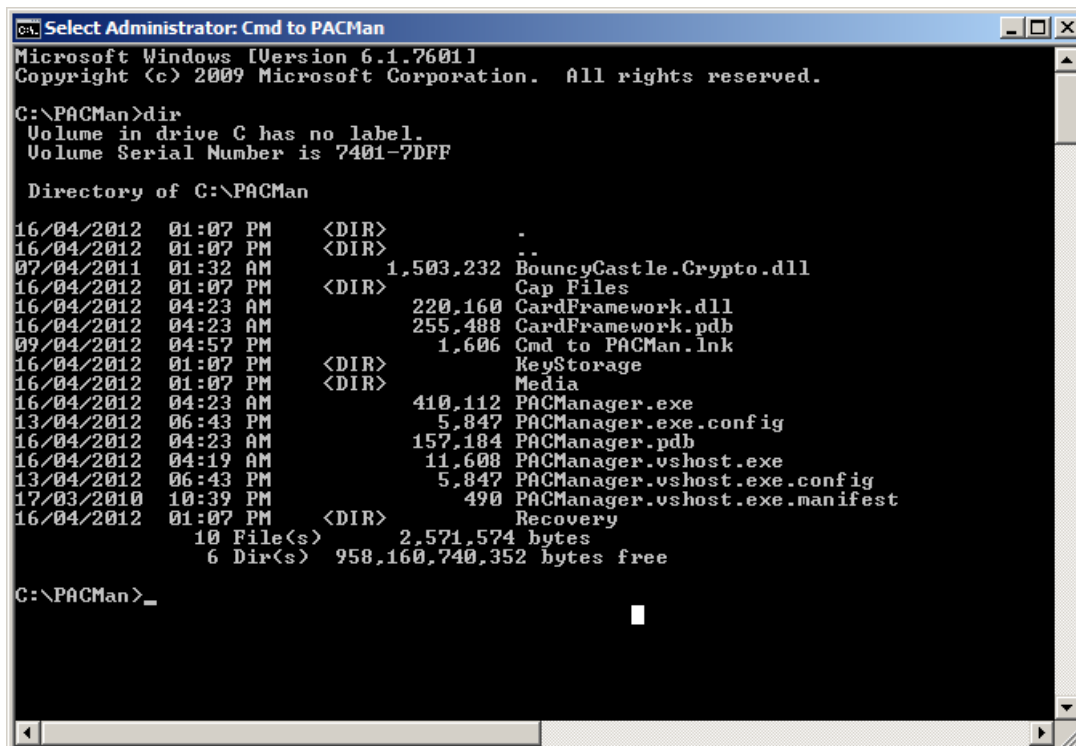 Select Administrator: Cmd to PACMan
Microsoft Windows [Version 6.1.7601]
Copyright (c) 2009 Microsoft Corporation.  All rights reserved.
C:\PACMan>dir
 Volume in drive C has no label.
 Volume Serial Number is 7401-7DFF
 Directory of C:\PACMan
16/04/2012  01:07 PM    <DIR>          .
16/04/2012  01:07 PM    <DIR>          ..
07/04/2011  01:32 AM         1,503,232 BouncyCastle.Crypto.dll
16/04/2012  01:07 PM    <DIR>          Cap Files
16/04/2012  04:23 AM           220,160 CardFramework.dll
16/04/2012  04:23 AM           255,488 CardFramework.pdb
09/04/2012  04:57 PM             1,606 Cmd to PACMan.lnk
16/04/2012  01:07 PM    <DIR>          KeyStorage
16/04/2012  01:07 PM    <DIR>          Media
16/04/2012  04:23 AM           410,112 PACManager.exe
13/04/2012  06:43 PM             5,847 PACManager.exe.config
16/04/2012  04:23 AM           157,184 PACManager.pdb
16/04/2012  04:19 AM            11,608 PACManager.vshost.exe
13/04/2012  06:43 PM             5,847 PACManager.vshost.exe.config
17/03/2010  10:39 PM               490 PACManager.vshost.exe.manifest
16/04/2012  01:07 PM    <DIR>          Recovery
              10 File(s)      2,571,574 bytes
               6 Dir(s)  958,160,740,352 bytes free
C:\PACMan>_